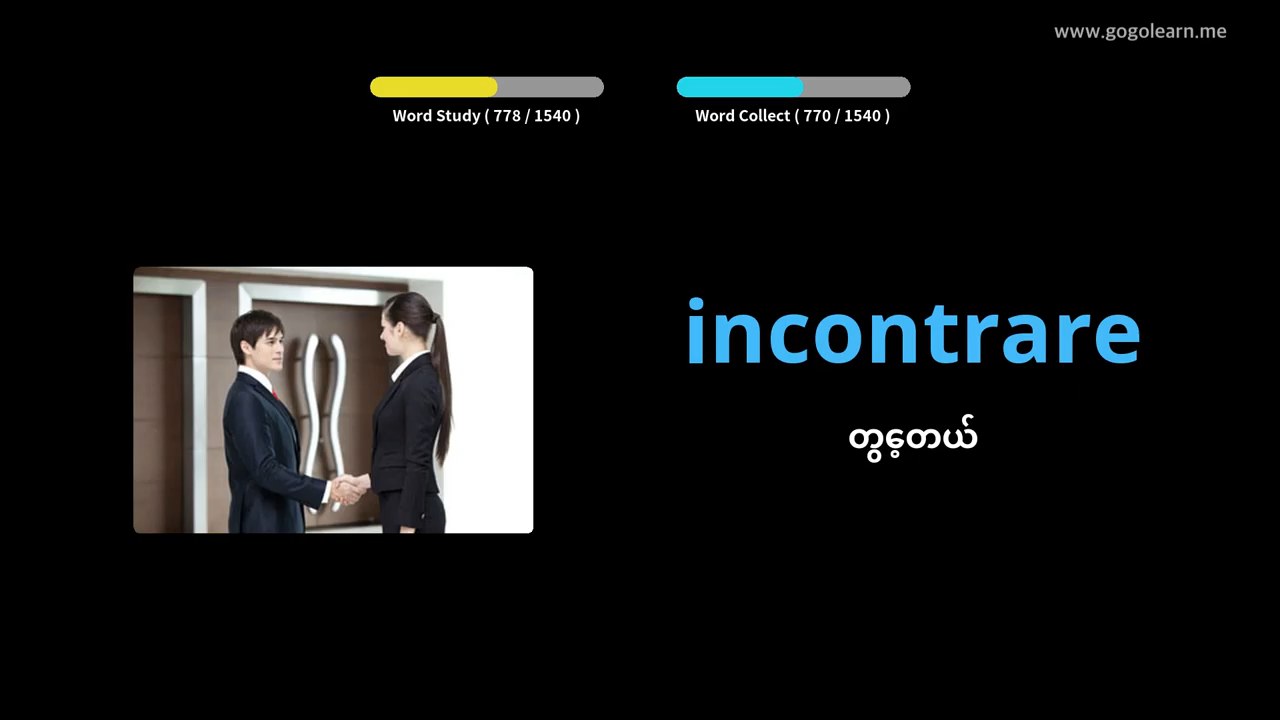 www.gogolearn.me
Word Study ( 778 / 1540 )
Word Collect ( 770 / 1540 )
incontrare
တွေ့တယ်